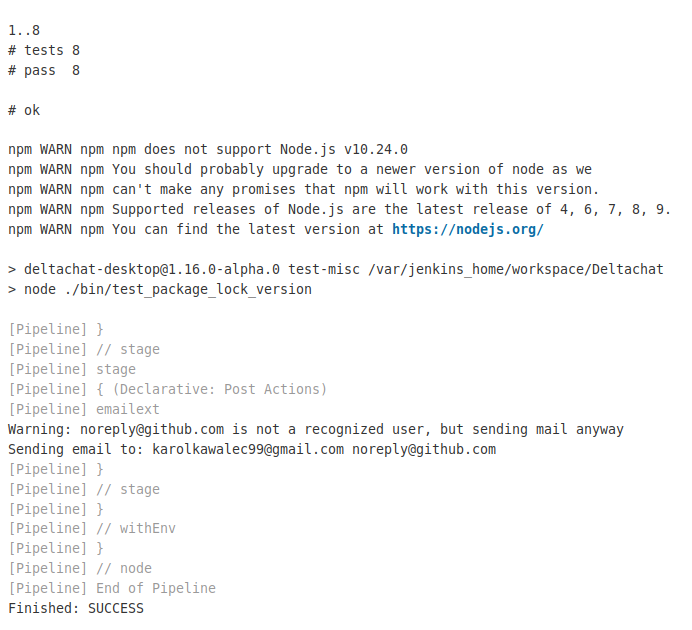 1..8
# tests 8
# pass  8
# ok
npm WARN npm npm does not support Node.js v10.24.0
npm WARN npm You should probably upgrade to a newer version of node as we
npm WARN npm can't make any promises that npm will work with this version.
npm WARN npm Supported releases of Node.js are the latest release of 4, 6, 7, 8, 9.
npm WARN npm You can find the latest version at https://nodejs.org/
> deltachat-desktop@1.16.0-alpha.0 test-misc /var/jenkins_home/workspace/Deltachat
> node ./bin/test_package_lock_version
[Pipeline] }
[Pipeline] // stage
[Pipeline] stage
[Pipeline] { (Declarative: Post Actions)
[Pipeline] emailext
Warning: noreply@github.com is not a recognized user, but sending mail anyway
Sending email to: karolkawalec99@gmail.com noreply@github.com
[Pipeline] }
[Pipeline] // stage
[Pipeline] }
[Pipeline] // withEnv
[Pipeline] }
[Pipeline] // node
[Pipeline] End of Pipeline
Finished: SUCCESS